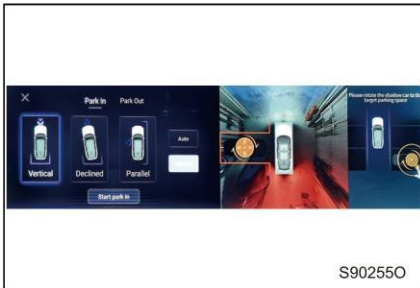 Park In Park Out
Please rotate the shadow car to the
target parking space
Auto
Vertical Declined Parallel
Start park in
S90255O